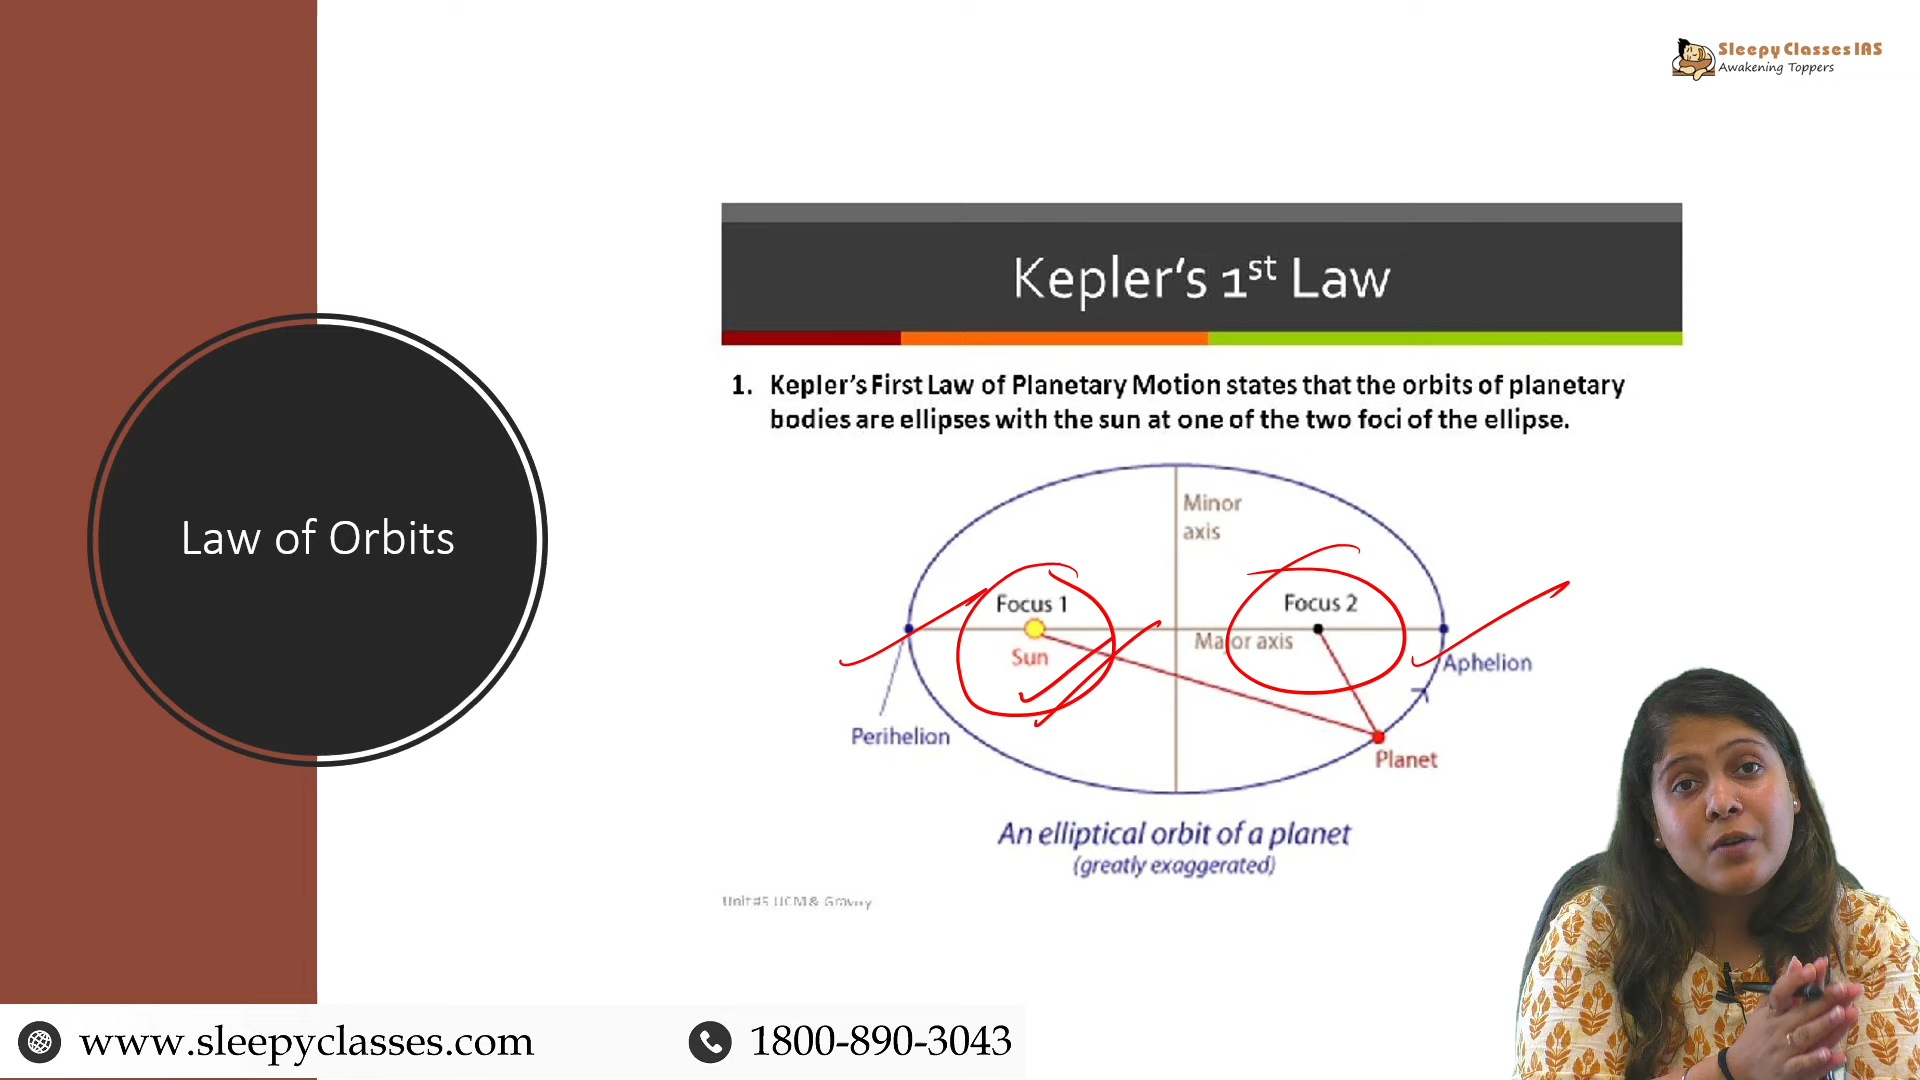 Sleepy Classes IAS
Awakening Toppers
Law of Orbits
Kepler's 1st Law
1. Kepler's First Law of Planetary Motion states that the orbits of planetary
bodies are ellipses with the sun at one of the two foci of the ellipse.
Minor
axis
Focus 1
Focus 2
Major axis
Sun
Aphelion
Perihelion
Planet
An elliptical orbit of a planet
(greatly exaggerated)
Unit#5 UCM & Gravity
www.sleepyclasses.com
1800-890-3043